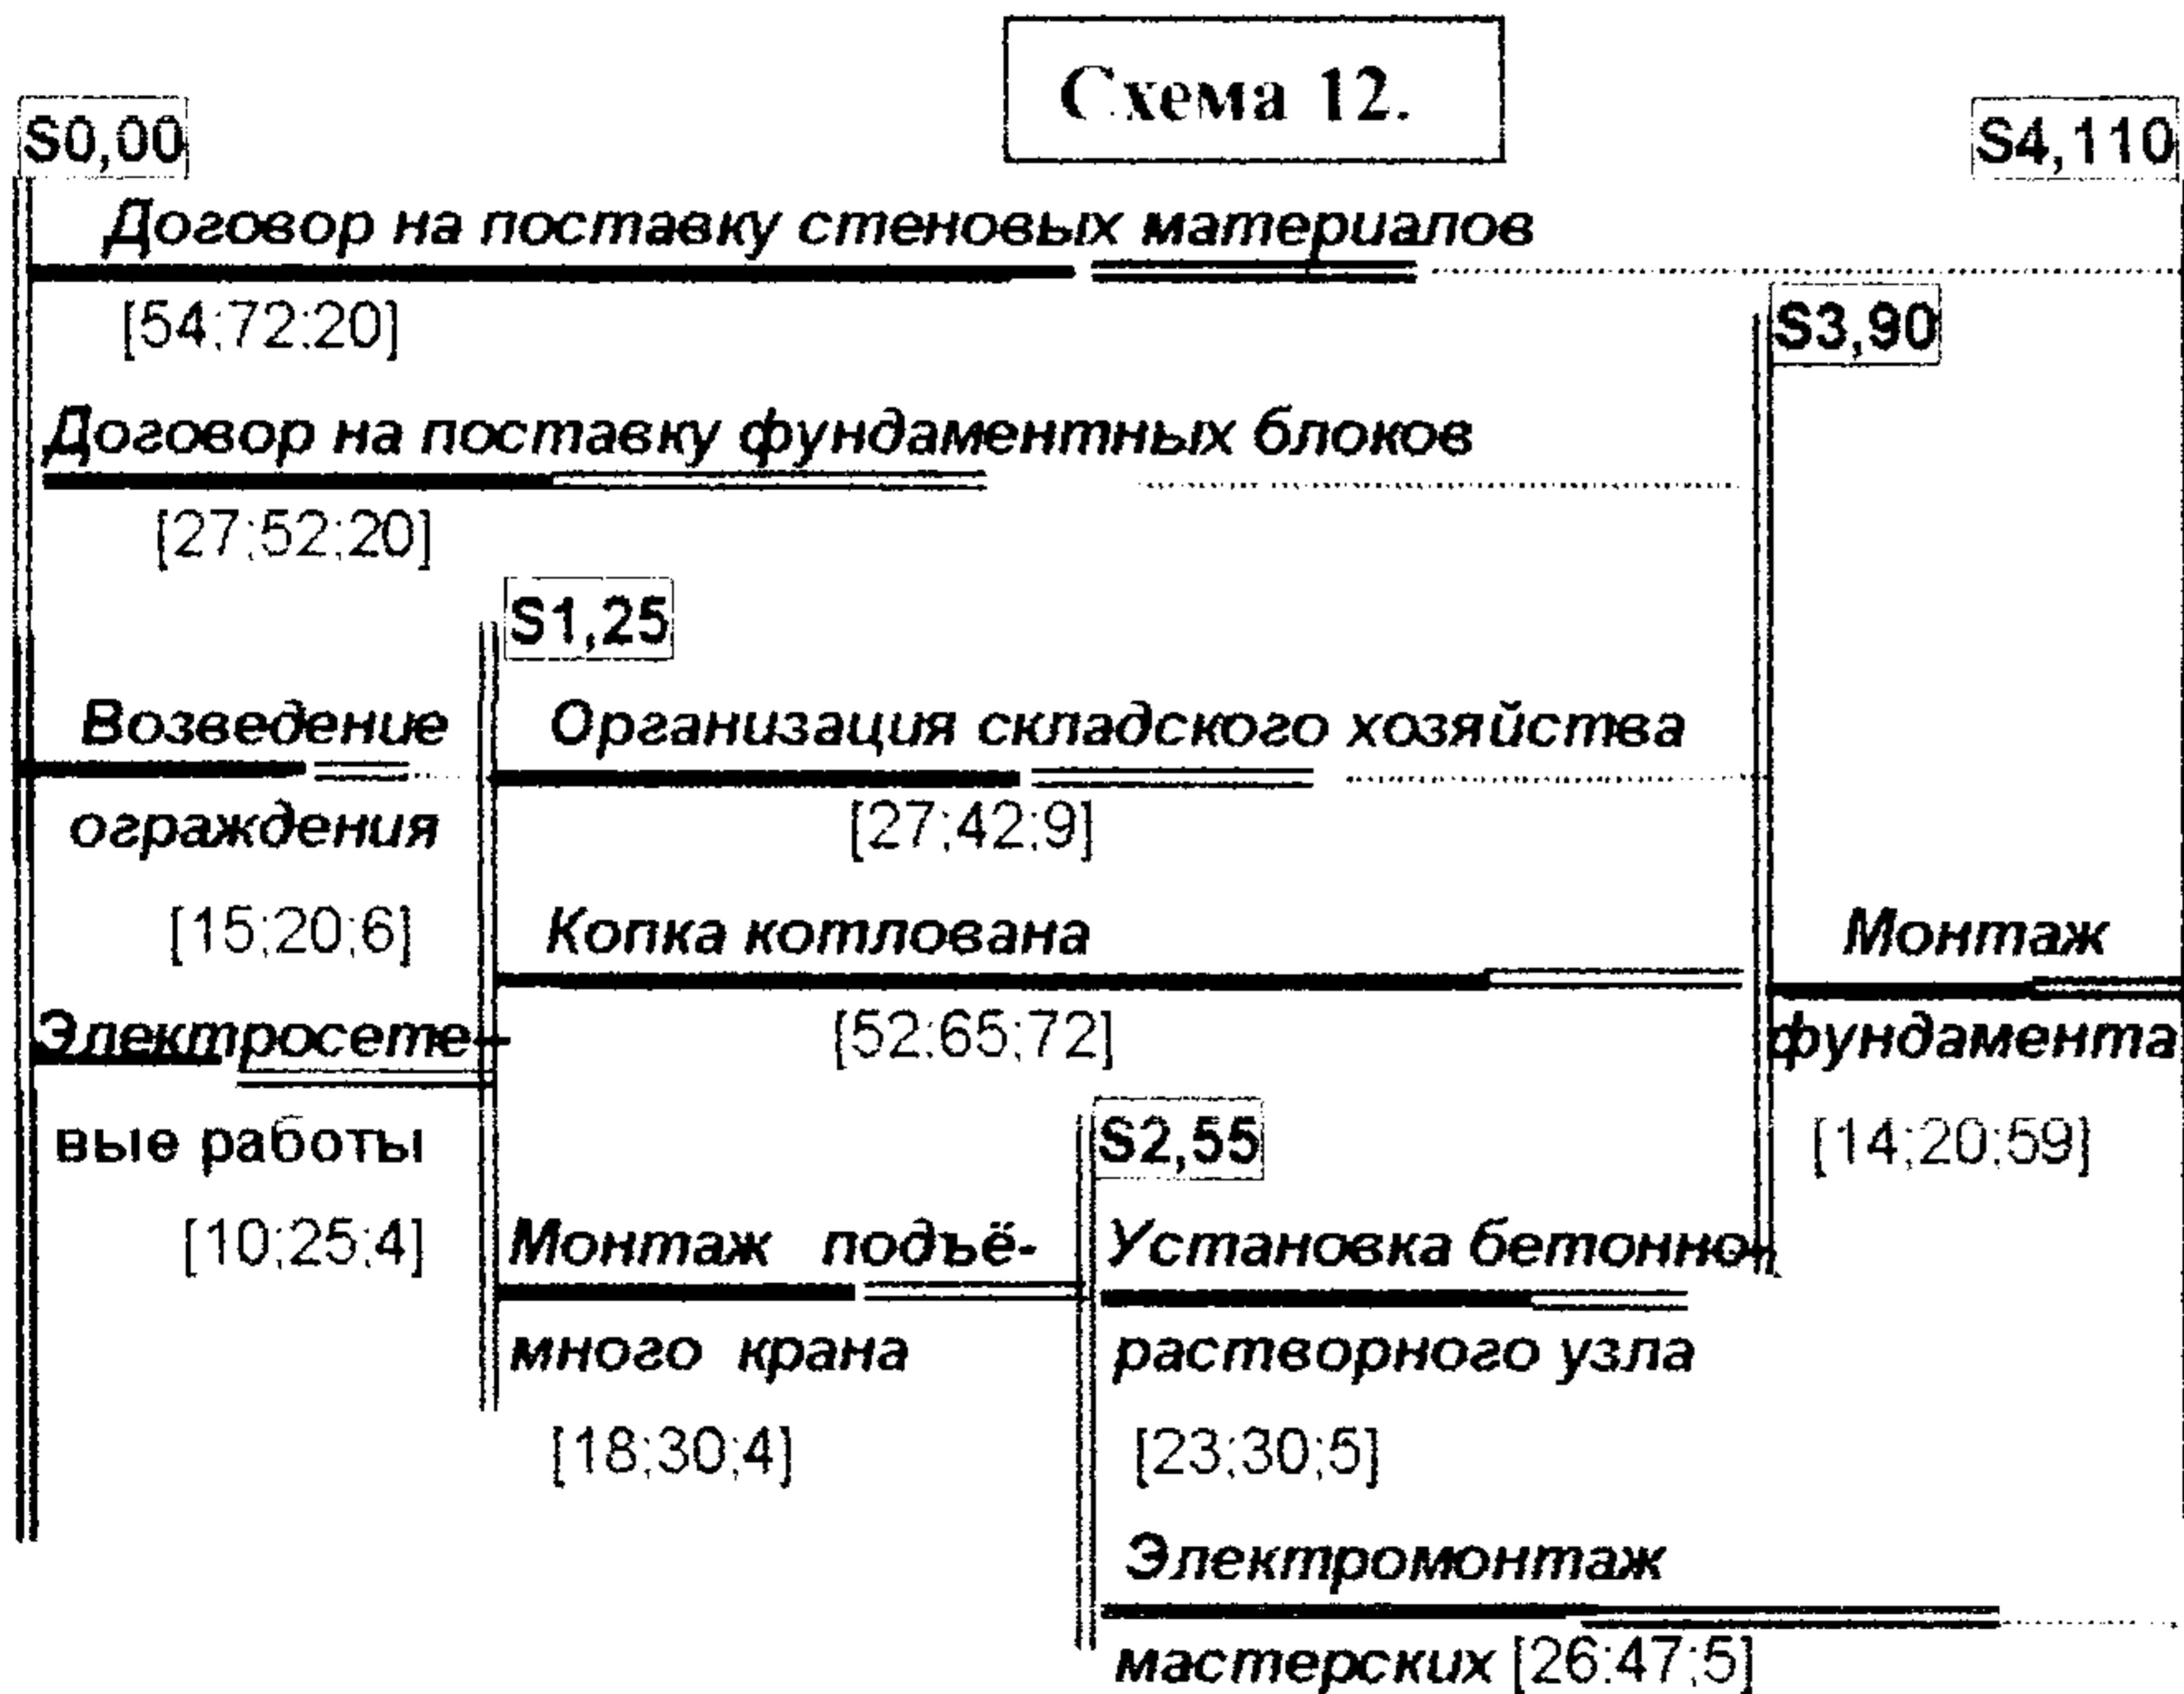 Схема 12.
S0,00
S4,110
Договор на поставку стеновых материалов
[54;72;20]
S3,90
Договор на поставку фундаментных блоков
[27;52;20]
S1,25
Возведение
ограждения
[15;20;6]
Организация складского хозяйства
[27;42;9]
Копка котлована
[52;65;72]
Монтаж
фундамента
[14;20;59]
Электросете-
вые работы
[10;25;4]
S2,55
Монтаж подъё-
много крана
[18;30;4]
Установка бетонно-
растворного узла
[23;30;5]
Электромонтаж
мастерских [26;47;5]